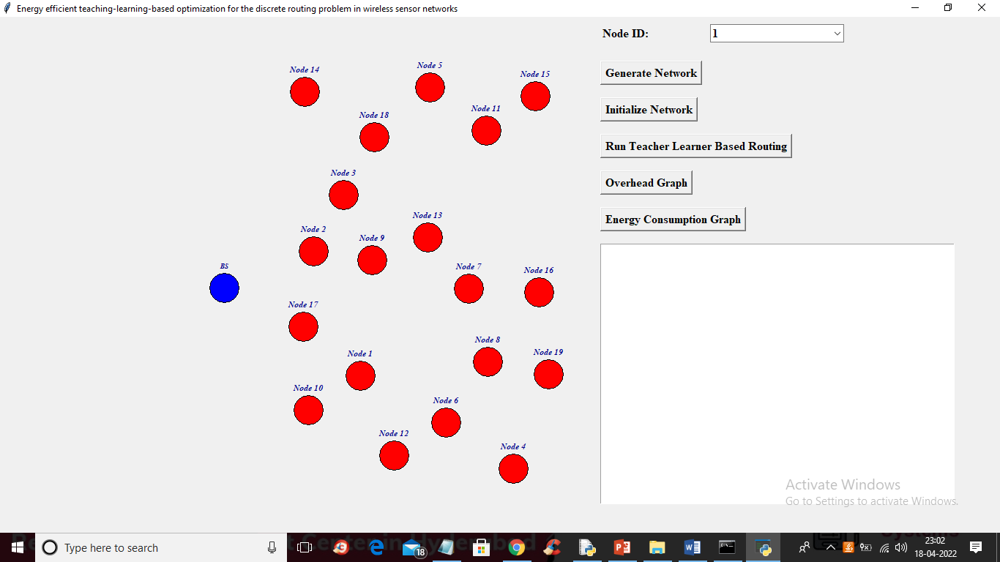 Energy efficient teaching-learning-based optimization for the discrete routing problem in wireless sensor networks
Node ID:
1
Generate Network
Initialize Network
Run Teacher Learner Based Routing
Overhead Graph
Energy Consumption Graph
Node 14
Node 5
Node 15
Node 11
Node 18
Node 3
Node 13
Node 2
Node 9
BS
Node 7
Node 16
Node 17
Node 8
Node 19
Node 1
Node 10
Node 6
Node 12
Node 4
Activate Windows
Go to Settings to activate Windows.
Type here to search
18
23:02
18-04-2022